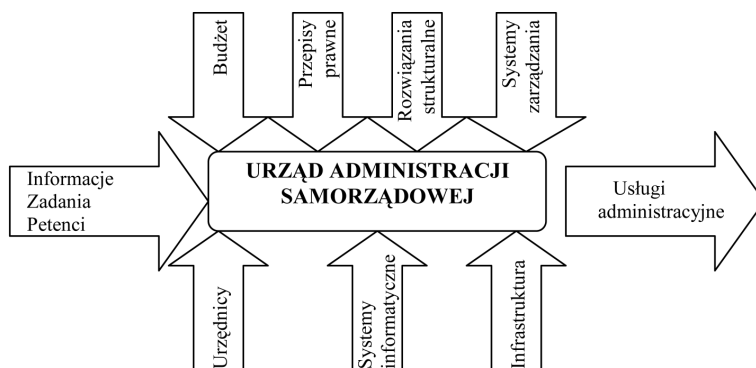 Budżet
Przepisy
prawne
Rozwiązania
strukturalne
Systemy
zarządzania
Informacje
Zadania
Petenci
URZĄD ADMINISTRACJI
SAMORZĄDOWEJ
Usługi
administracyjne
Urzędnicy
Systemy
informatyczne
Infrastruktura